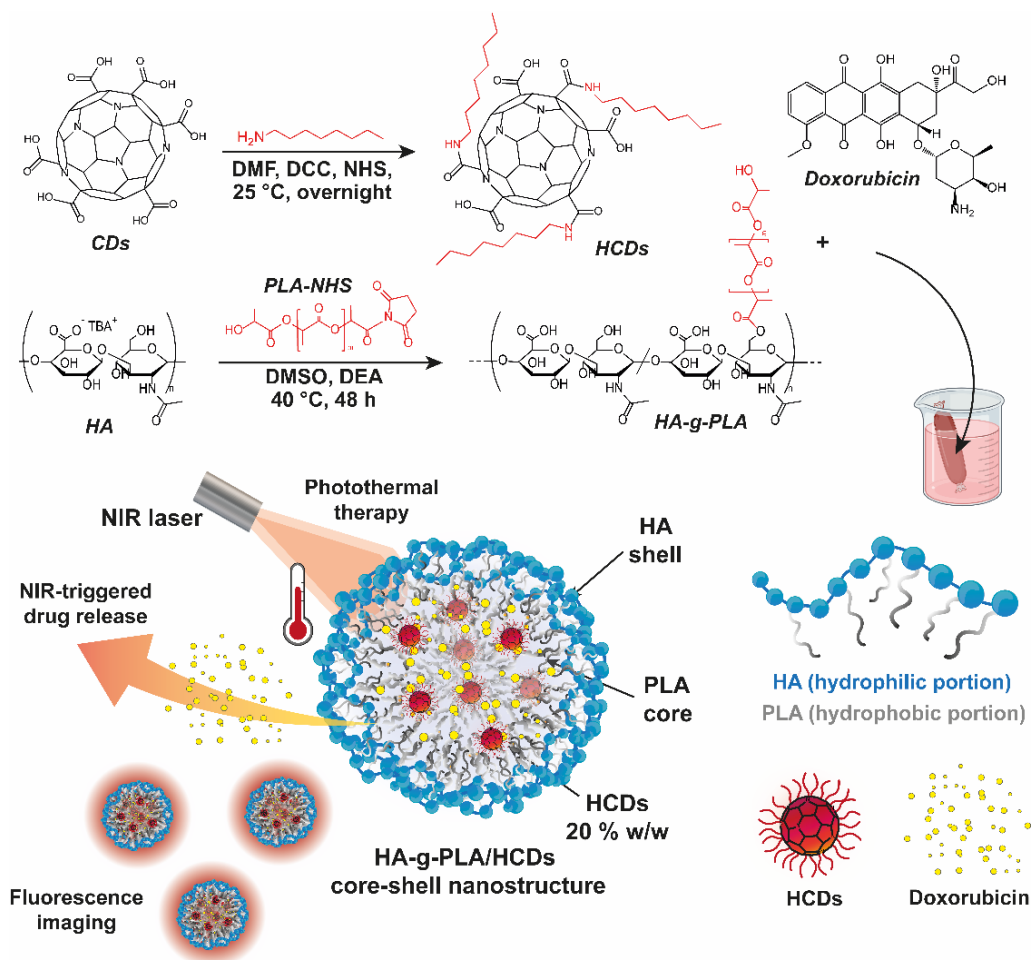 H₂N
DMF, DCC, NHS,
25 °C, overnight
CDs
HCDs
Doxorubicin
+
PLA-NHS
DMSO, DEA
40 °C, 48 h
HA
HA-g-PLA
NIR laser
Photothermal
therapy
HA
shell
NIR-triggered
drug release
PLA
core
HA (hydrophilic portion)
PLA (hydrophobic portion)
HCDs
20 % w/w
HA-g-PLA/HCDs
core-shell nanostructure
Fluorescence
imaging
HCDs
Doxorubicin